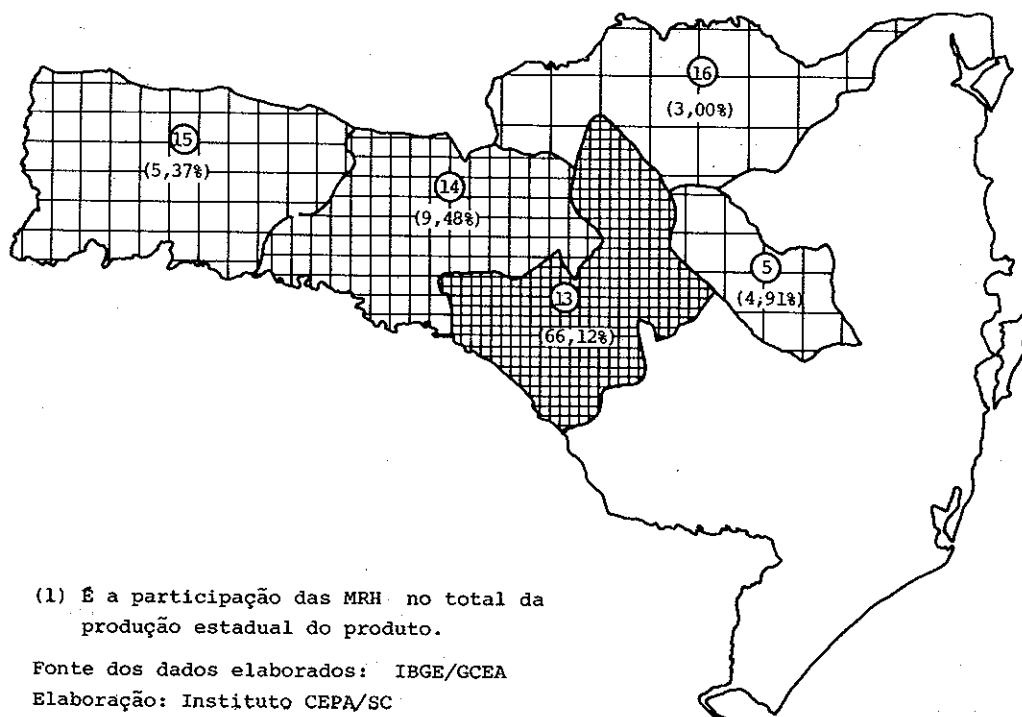 16
(3,00%)
15
(5,37%)
14
(9,48%)
5
(4,91%)
13
(66,12%)
(1) É a participação das MRH no total da
produção estadual do produto.
Fonte dos dados elaborados: IBGE/GCEA
Elaboração: Instituto CEPA/SC